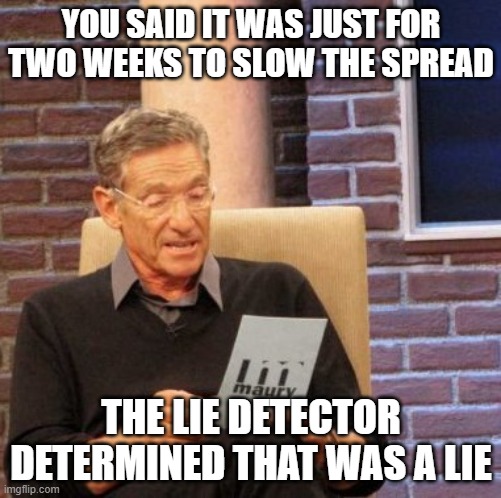 YOU SAID IT WAS JUST FOR
TWO WEEKS TO SLOW THE SPREAD
maury
THE LIE DETECTOR
DETERMINED THAT WAS A LIE
imgflip.com